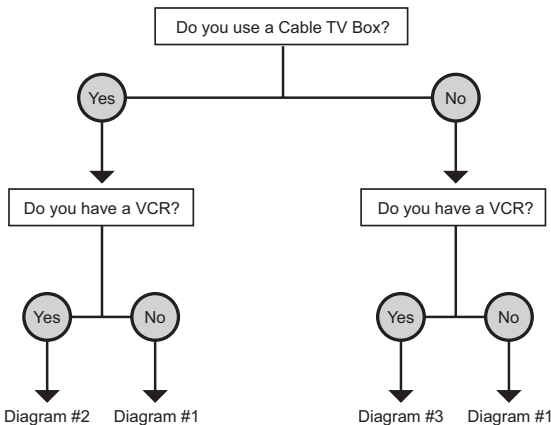 Do you use a Cable TV Box?
Yes
No
Do you have a VCR?
Do you have a VCR?
Yes
No
Yes
No
Diagram #2
Diagram #1
Diagram #3
Diagram #1